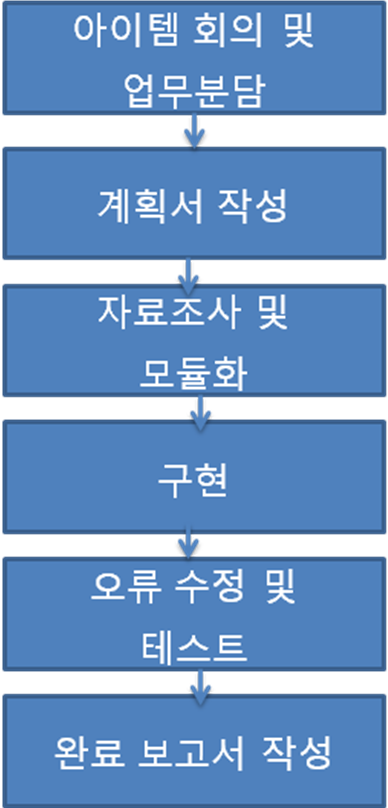 아이템 회의 및
업무분담
계획서 작성
자료조사 및
모듈화
구현
오류 수정 및
테스트
완료 보고서 작성